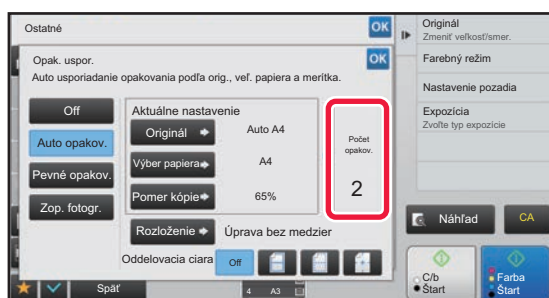 Ostatné
OK
Opak. uspor.
OK
Auto usporiadanie opakovania podľa orig., veľ. papiera a merítka.
Off
Auto opakov.
Pevné opakov.
Zop. fotogr.
Aktuálne nastavenie
Originál
Auto A4
Výber papiera
A4
Pomer kópie
65%
Počet
opakov.
2
Rozloženie
Úprava bez medzier
Oddelovacia ciara
Off
Späť
4
A3
Originál
Zmeniť veľkosť/smer.
Farebný režim
Nastavenie pozadia
Expozícia
Zvoľte typ expozície
Náhľad
CA
C/b
Štart
Farba
Štart